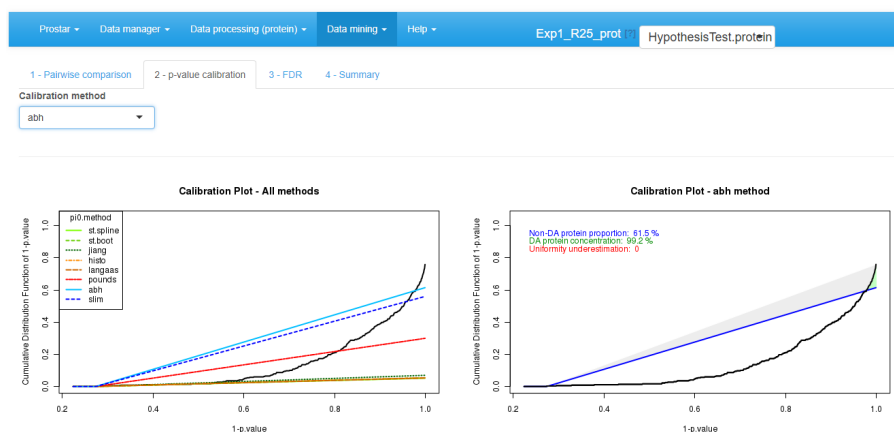 Prostar Data manager Data processing (protein) Data mining Help Exp1_R25_prot [?] HypothesisTest.protein
1 - Pairwise comparison 2 - p-value calibration 3 - FDR 4 - Summary
Calibration method
abh
Calibration Plot - All methods
Cumulative Distribution Function of 1-p.value
1.0
0.8
0.6
0.4
0.2
0.0
pi0.method
st.spline
st.boot
jiang
histo
langaas
pounds
abh
slim
0.2 0.4 0.6 0.8 1.0
1-p.value
Calibration Plot - abh method
Cumulative Distribution Function of 1-p.value
1.0
0.8
0.6
0.4
0.2
0.0
Non-DA protein proportion: 61.5 %
DA protein concentration: 99.2 %
Uniformity underestimation: 0
0.2 0.4 0.6 0.8 1.0
1-p.value